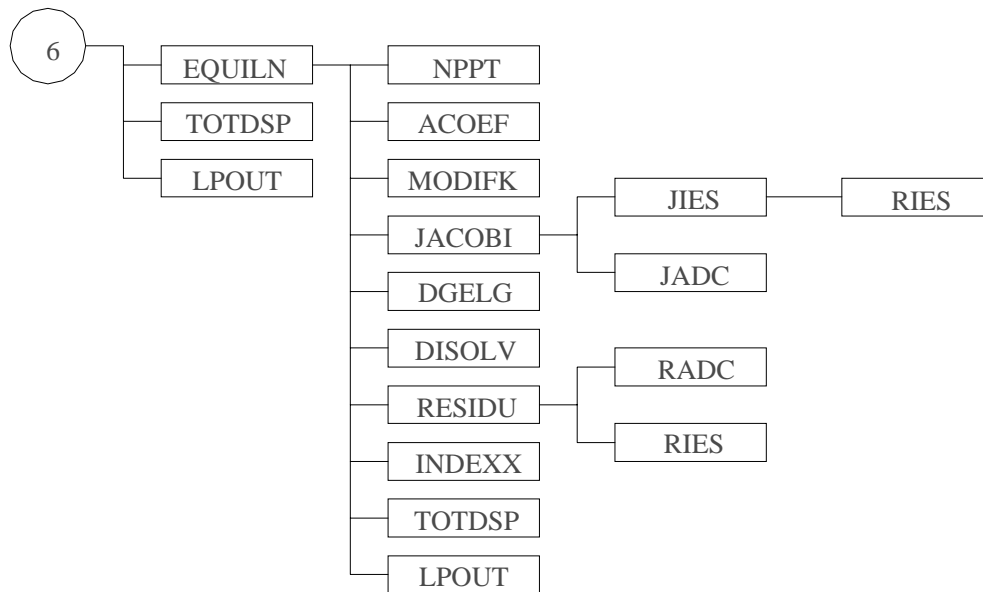 6
EQUILN
NPPT
TOTDSP
ACOEF
LPOUT
MODIFK
JIES
RIES
JACOBI
JADC
DGELG
DISOLV
RADC
RESIDU
RIES
INDEXX
TOTDSP
LPOUT